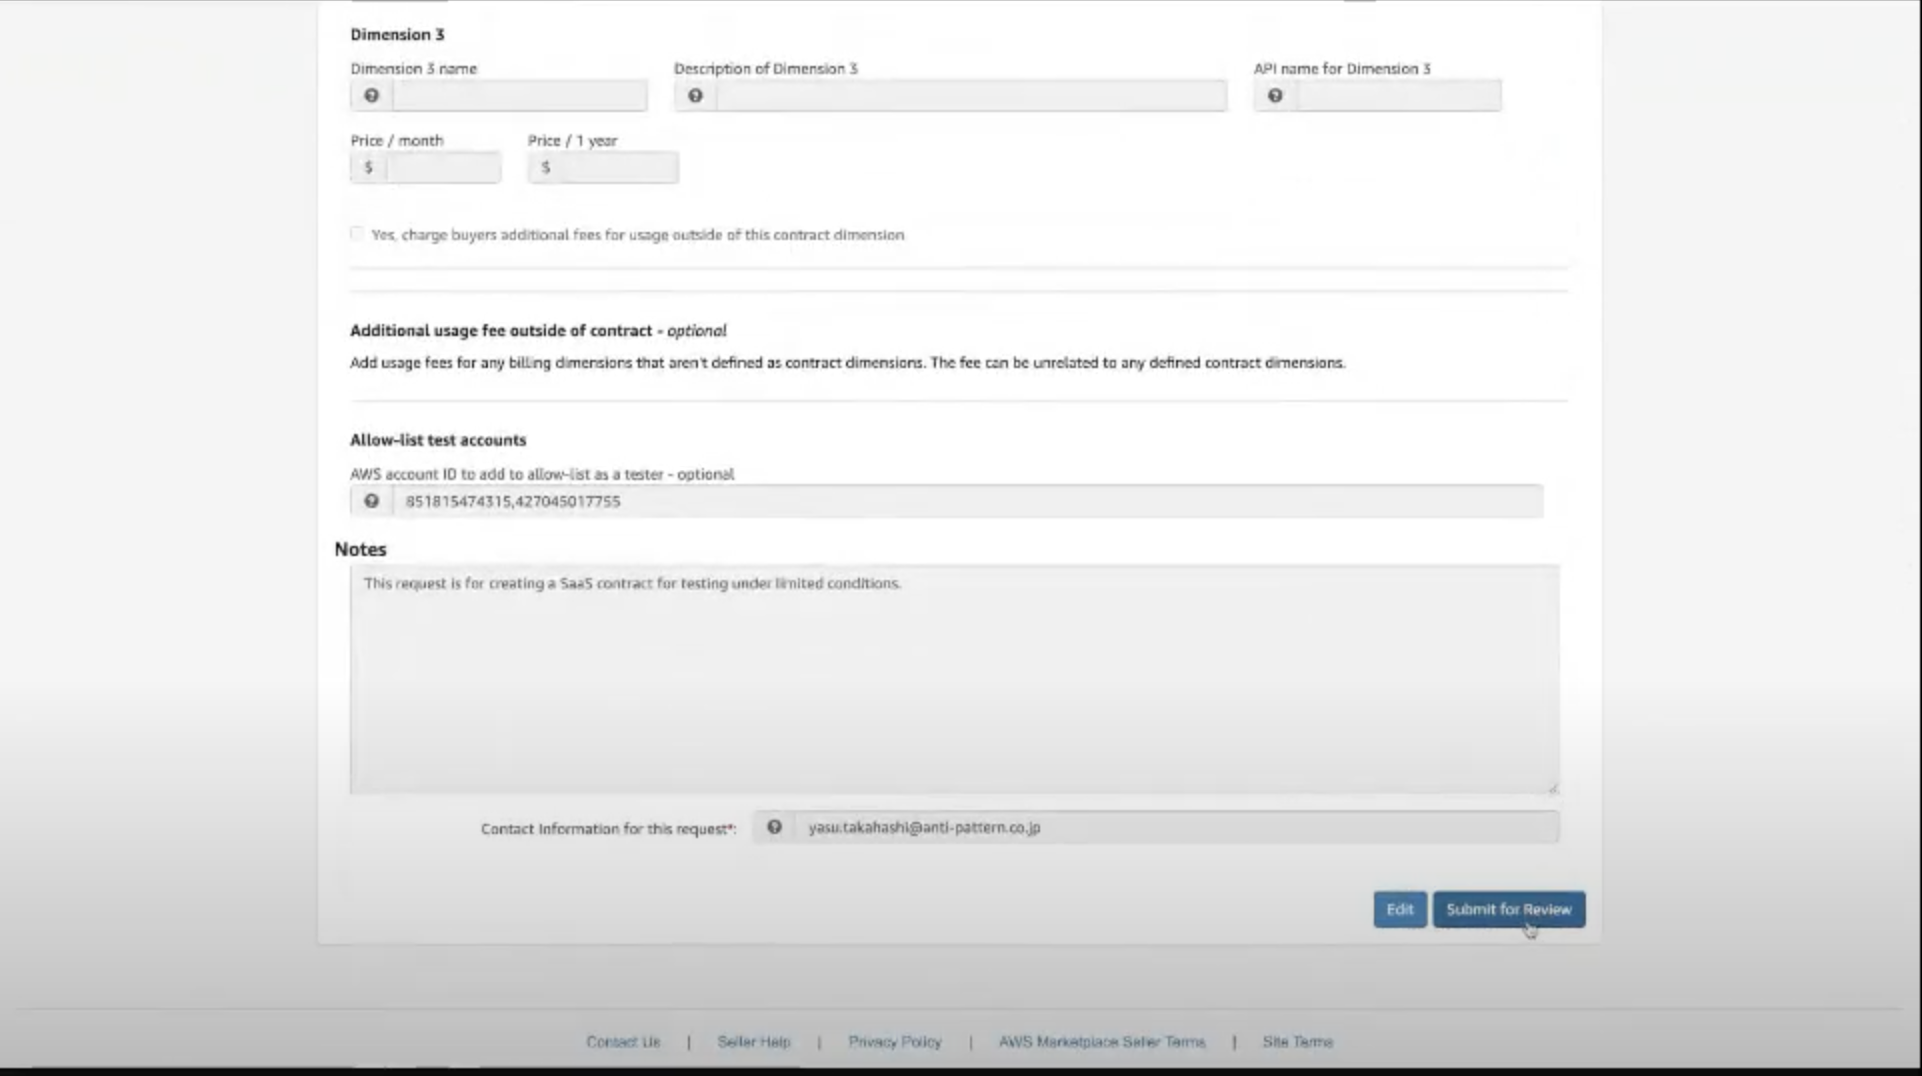 Dimension 3
Dimension 3 name Description of Dimension 3 API name for Dimension 3
Price / month Price / 1 year
$ $
Yes, charge buyers additional fees for usage outside of this contract dimension
Additional usage fee outside of contract - optional
Add usage fees for any billing dimensions that aren't defined as contract dimensions. The fee can be unrelated to any defined contract dimensions.
Allow-list test accounts
AWS account ID to add to allow-list as a tester - optional
851815474315,427045017755
Notes
This request is for creating a SaaS contract for testing under limited conditions.
Contact Information for this request*: yasu.takahashi@anti-pattern.co.jp
Edit Submit for Review
Contact Us | Seller Help | Privacy Policy | AWS Marketplace Seller Terms | Site Terms